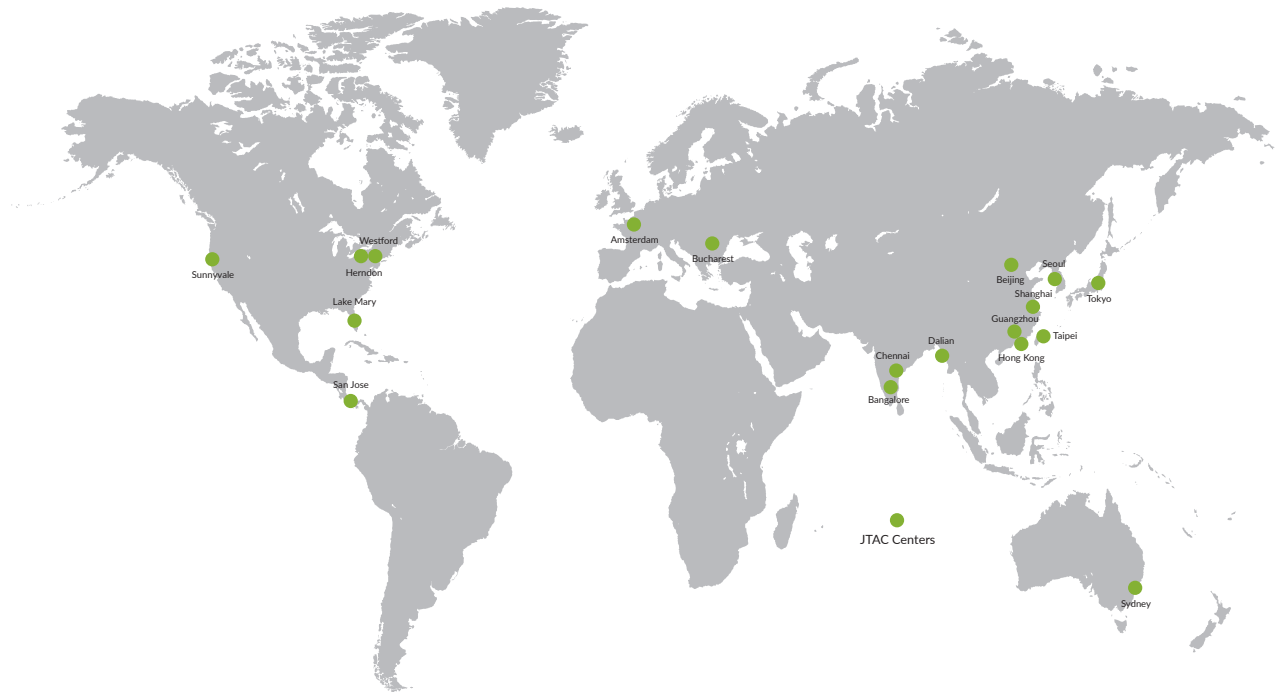 Westford
Amsterdam
Bucharest
Seoul
Sunnyvale
Herndon
Beijing
Shanghai
Tokyo
Lake Mary
Guangzhou
Taipei
Dalian
Chennai
Hong Kong
San Jose
Bangalore
JTAC Centers
Sydney